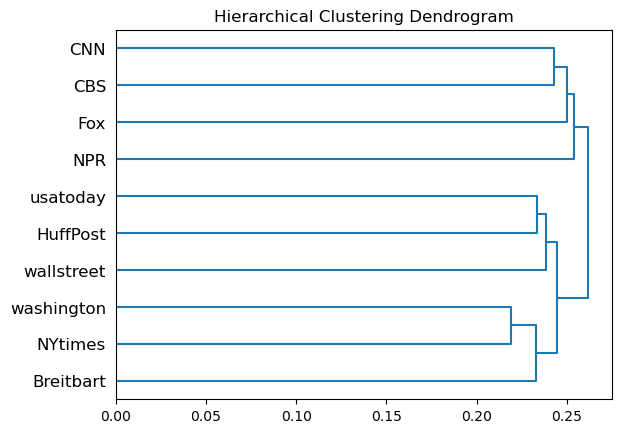 Hierarchical Clustering Dendrogram
CNN
CBS
Fox
NPR
usatoday
HuffPost
wallstreet
washington
NYtimes
Breitbart
0.00 0.05 0.10 0.15 0.20 0.25